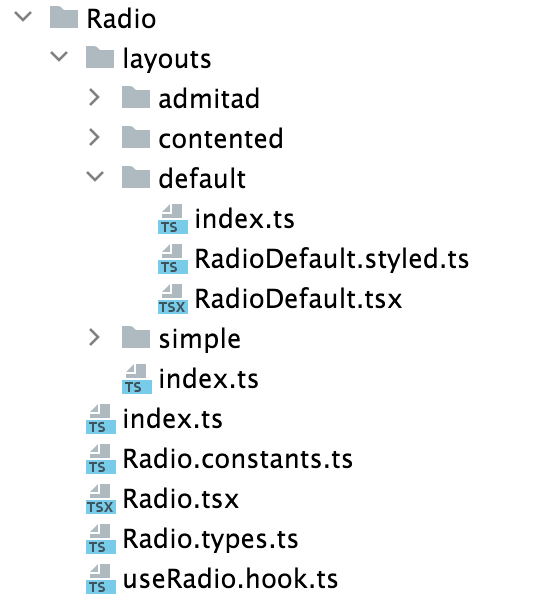 Radio
layouts
admitad
contented
default
TS index.ts
TS RadioDefault.styled.ts
TSX RadioDefault.tsx
simple
TS index.ts
TS index.ts
TS Radio.constants.ts
TSX Radio.tsx
TS Radio.types.ts
TS useRadio.hook.ts